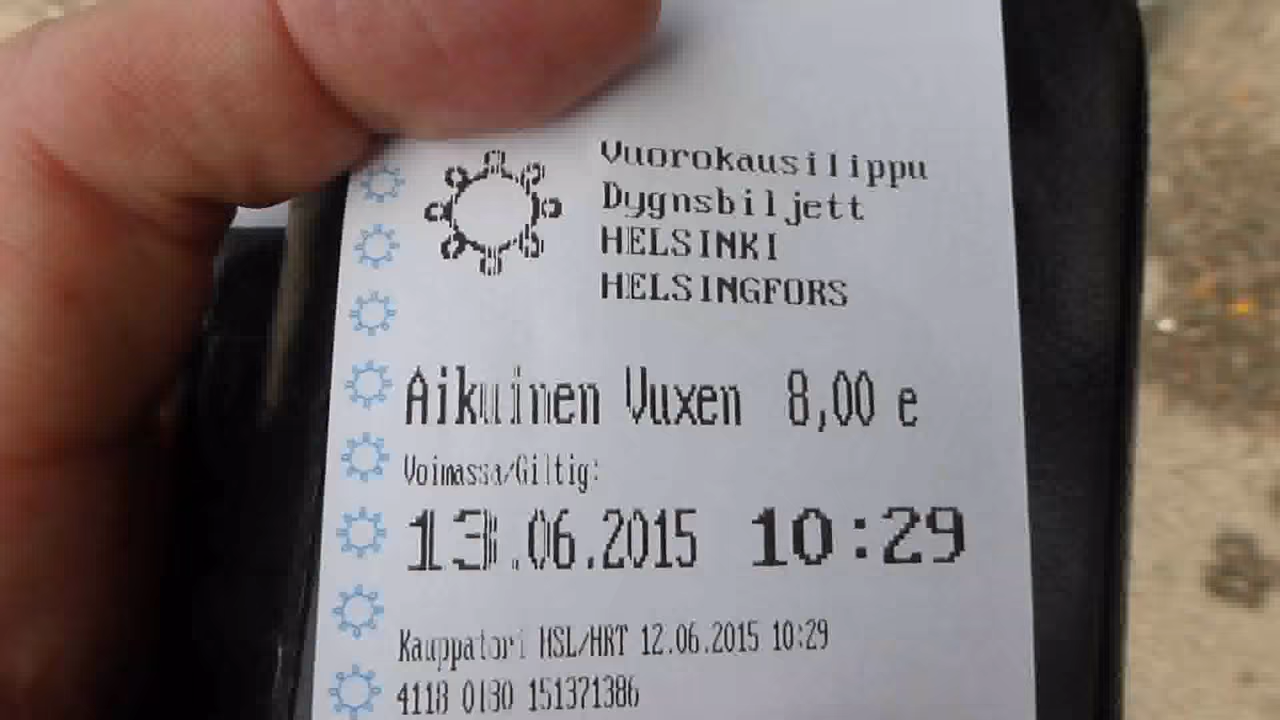 Vuorokausilippu
Dygnsbiljett
HELSINKI
HELSINGFORS
Aikuinen Vuxen 8,00 e
Voimassa/Giltig:
13.06.2015 10:29
Kauppatori HSL/HRT 12.06.2015 10:29
4118 0130 151371386